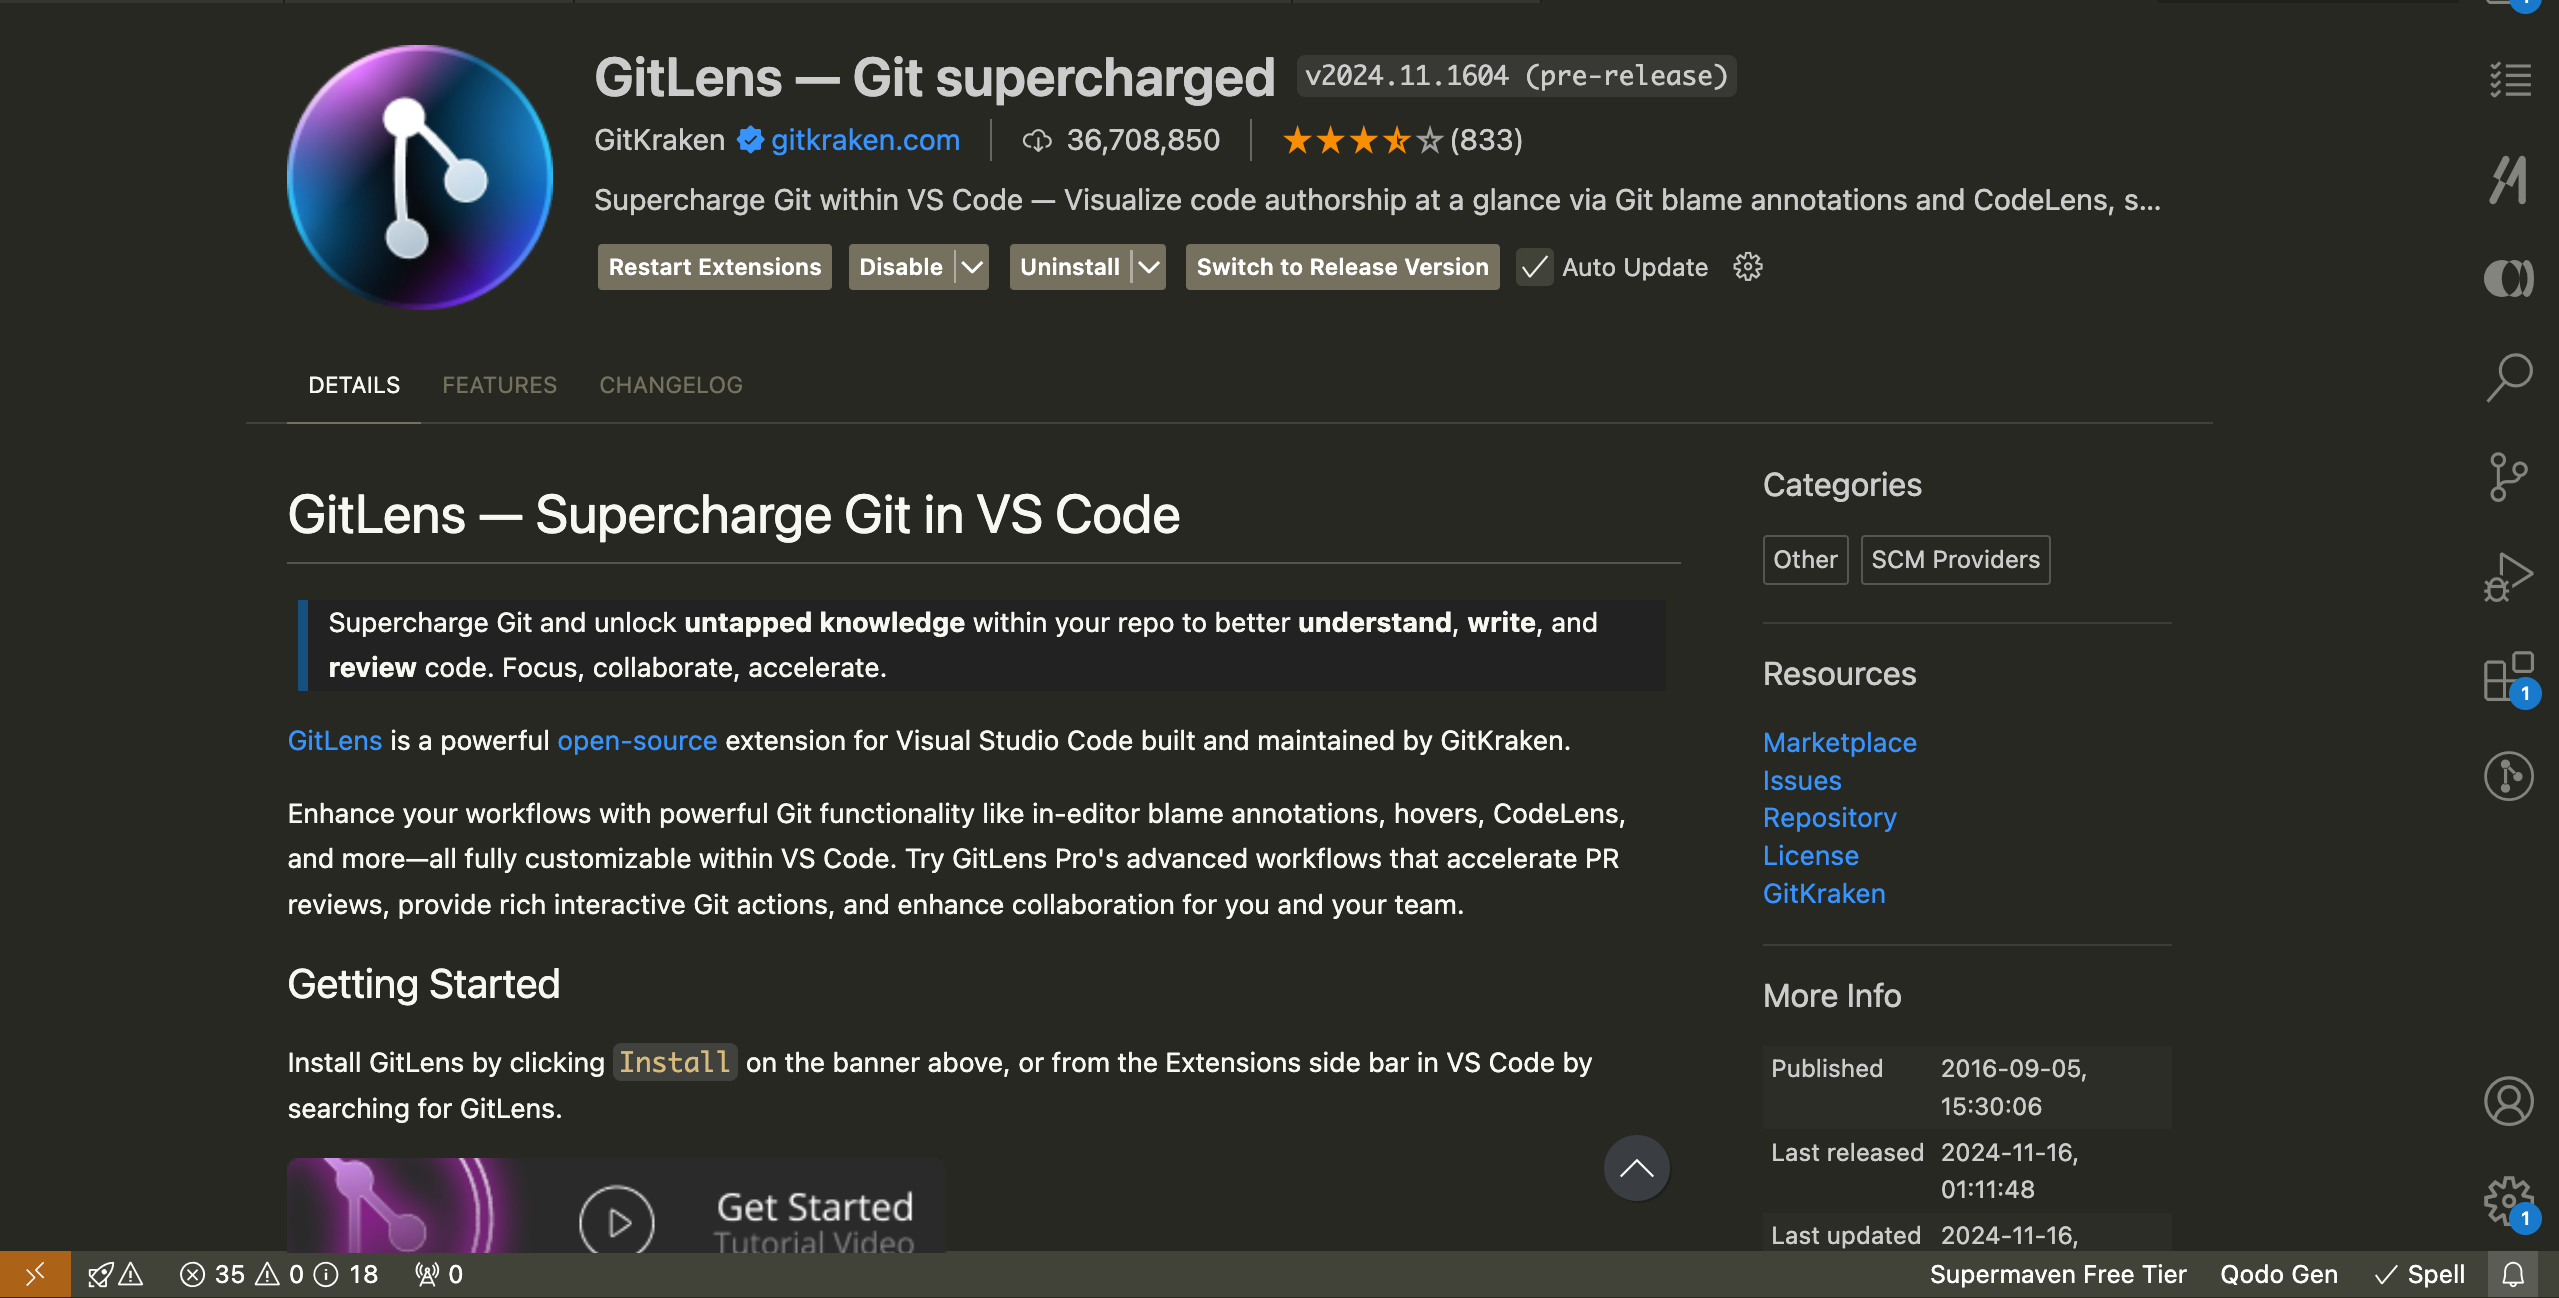 GitLens — Git supercharged v2024.11.1604 (pre-release)
GitKraken gitkraken.com 36,708,850 (833)
Supercharge Git within VS Code — Visualize code authorship at a glance via Git blame annotations and CodeLens, s...
Restart Extensions Disable Uninstall Switch to Release Version Auto Update
DETAILS FEATURES CHANGELOG
GitLens — Supercharge Git in VS Code
Supercharge Git and unlock untapped knowledge within your repo to better understand, write, and
review code. Focus, collaborate, accelerate.
GitLens is a powerful open-source extension for Visual Studio Code built and maintained by GitKraken.
Enhance your workflows with powerful Git functionality like in-editor blame annotations, hovers, CodeLens,
and more—all fully customizable within VS Code. Try GitLens Pro's advanced workflows that accelerate PR
reviews, provide rich interactive Git actions, and enhance collaboration for you and your team.
Getting Started
Install GitLens by clicking Install on the banner above, or from the Extensions side bar in VS Code by
searching for GitLens.
Get Started
Tutorial Video
Categories
Other SCM Providers
Resources
Marketplace
Issues
Repository
License
GitKraken
More Info
Published 2016-09-05,
15:30:06
Last released 2024-11-16,
01:11:48
Last updated 2024-11-16,
1
1
35 0 18 0
Supermaven Free Tier Qodo Gen Spell